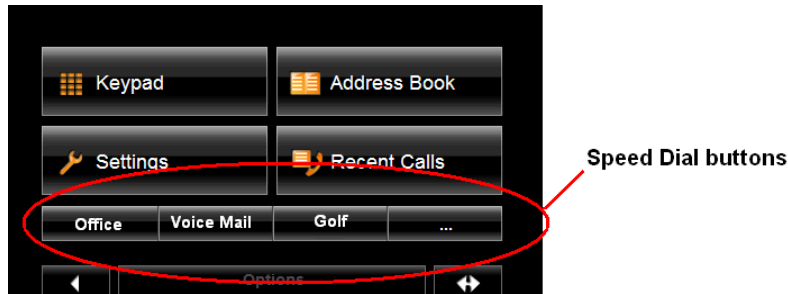 Keypad
Address Book
Settings
Recent Calls
Speed Dial buttons
Office
Voice Mail
Golf
...
Options